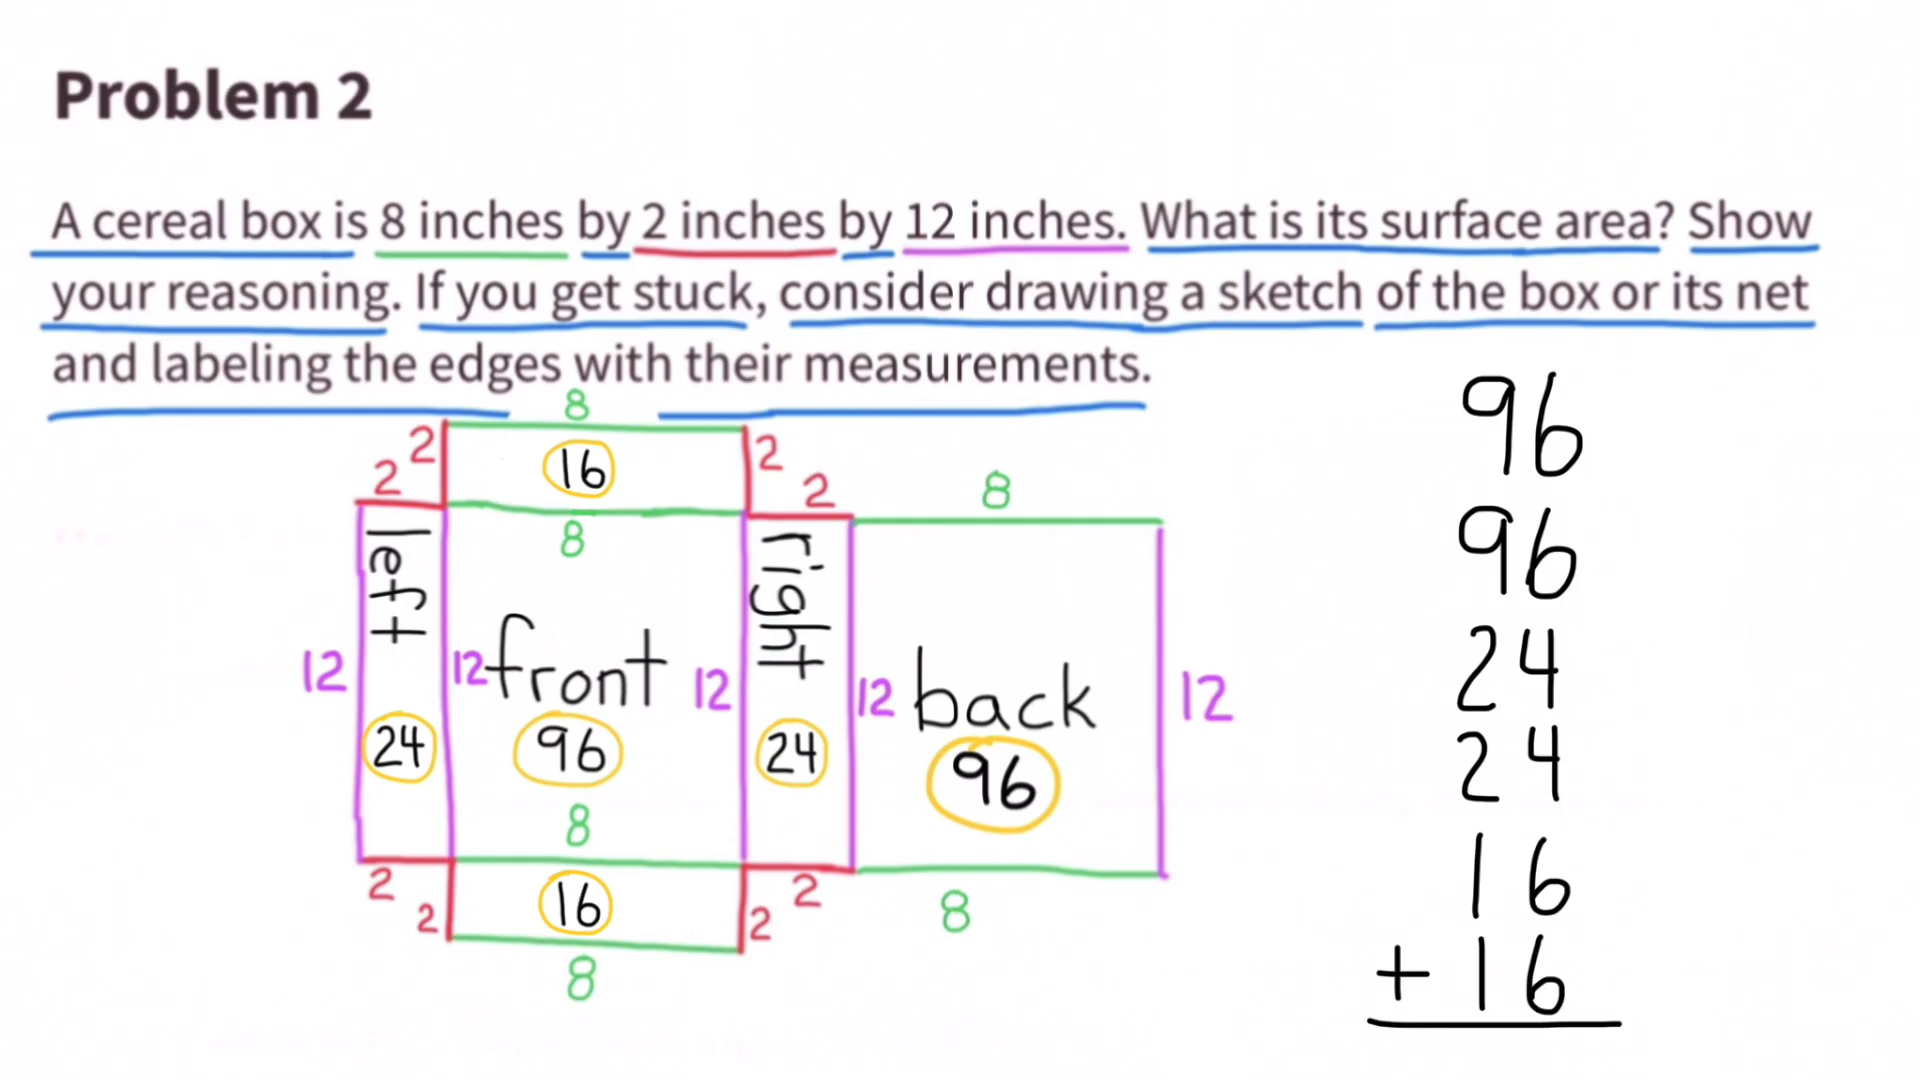 Problem 2
A cereal box is 8 inches by 2 inches by 12 inches. What is its surface area? Show
your reasoning. If you get stuck, consider drawing a sketch of the box or its net
and labeling the edges with their measurements.
8
2 16 2
2 2 8
8
left right
12 12 front 12 12 back 12
24 96 24 96
8
2 2
2 16 2 8
8
96
96
24
24
16
+ 16